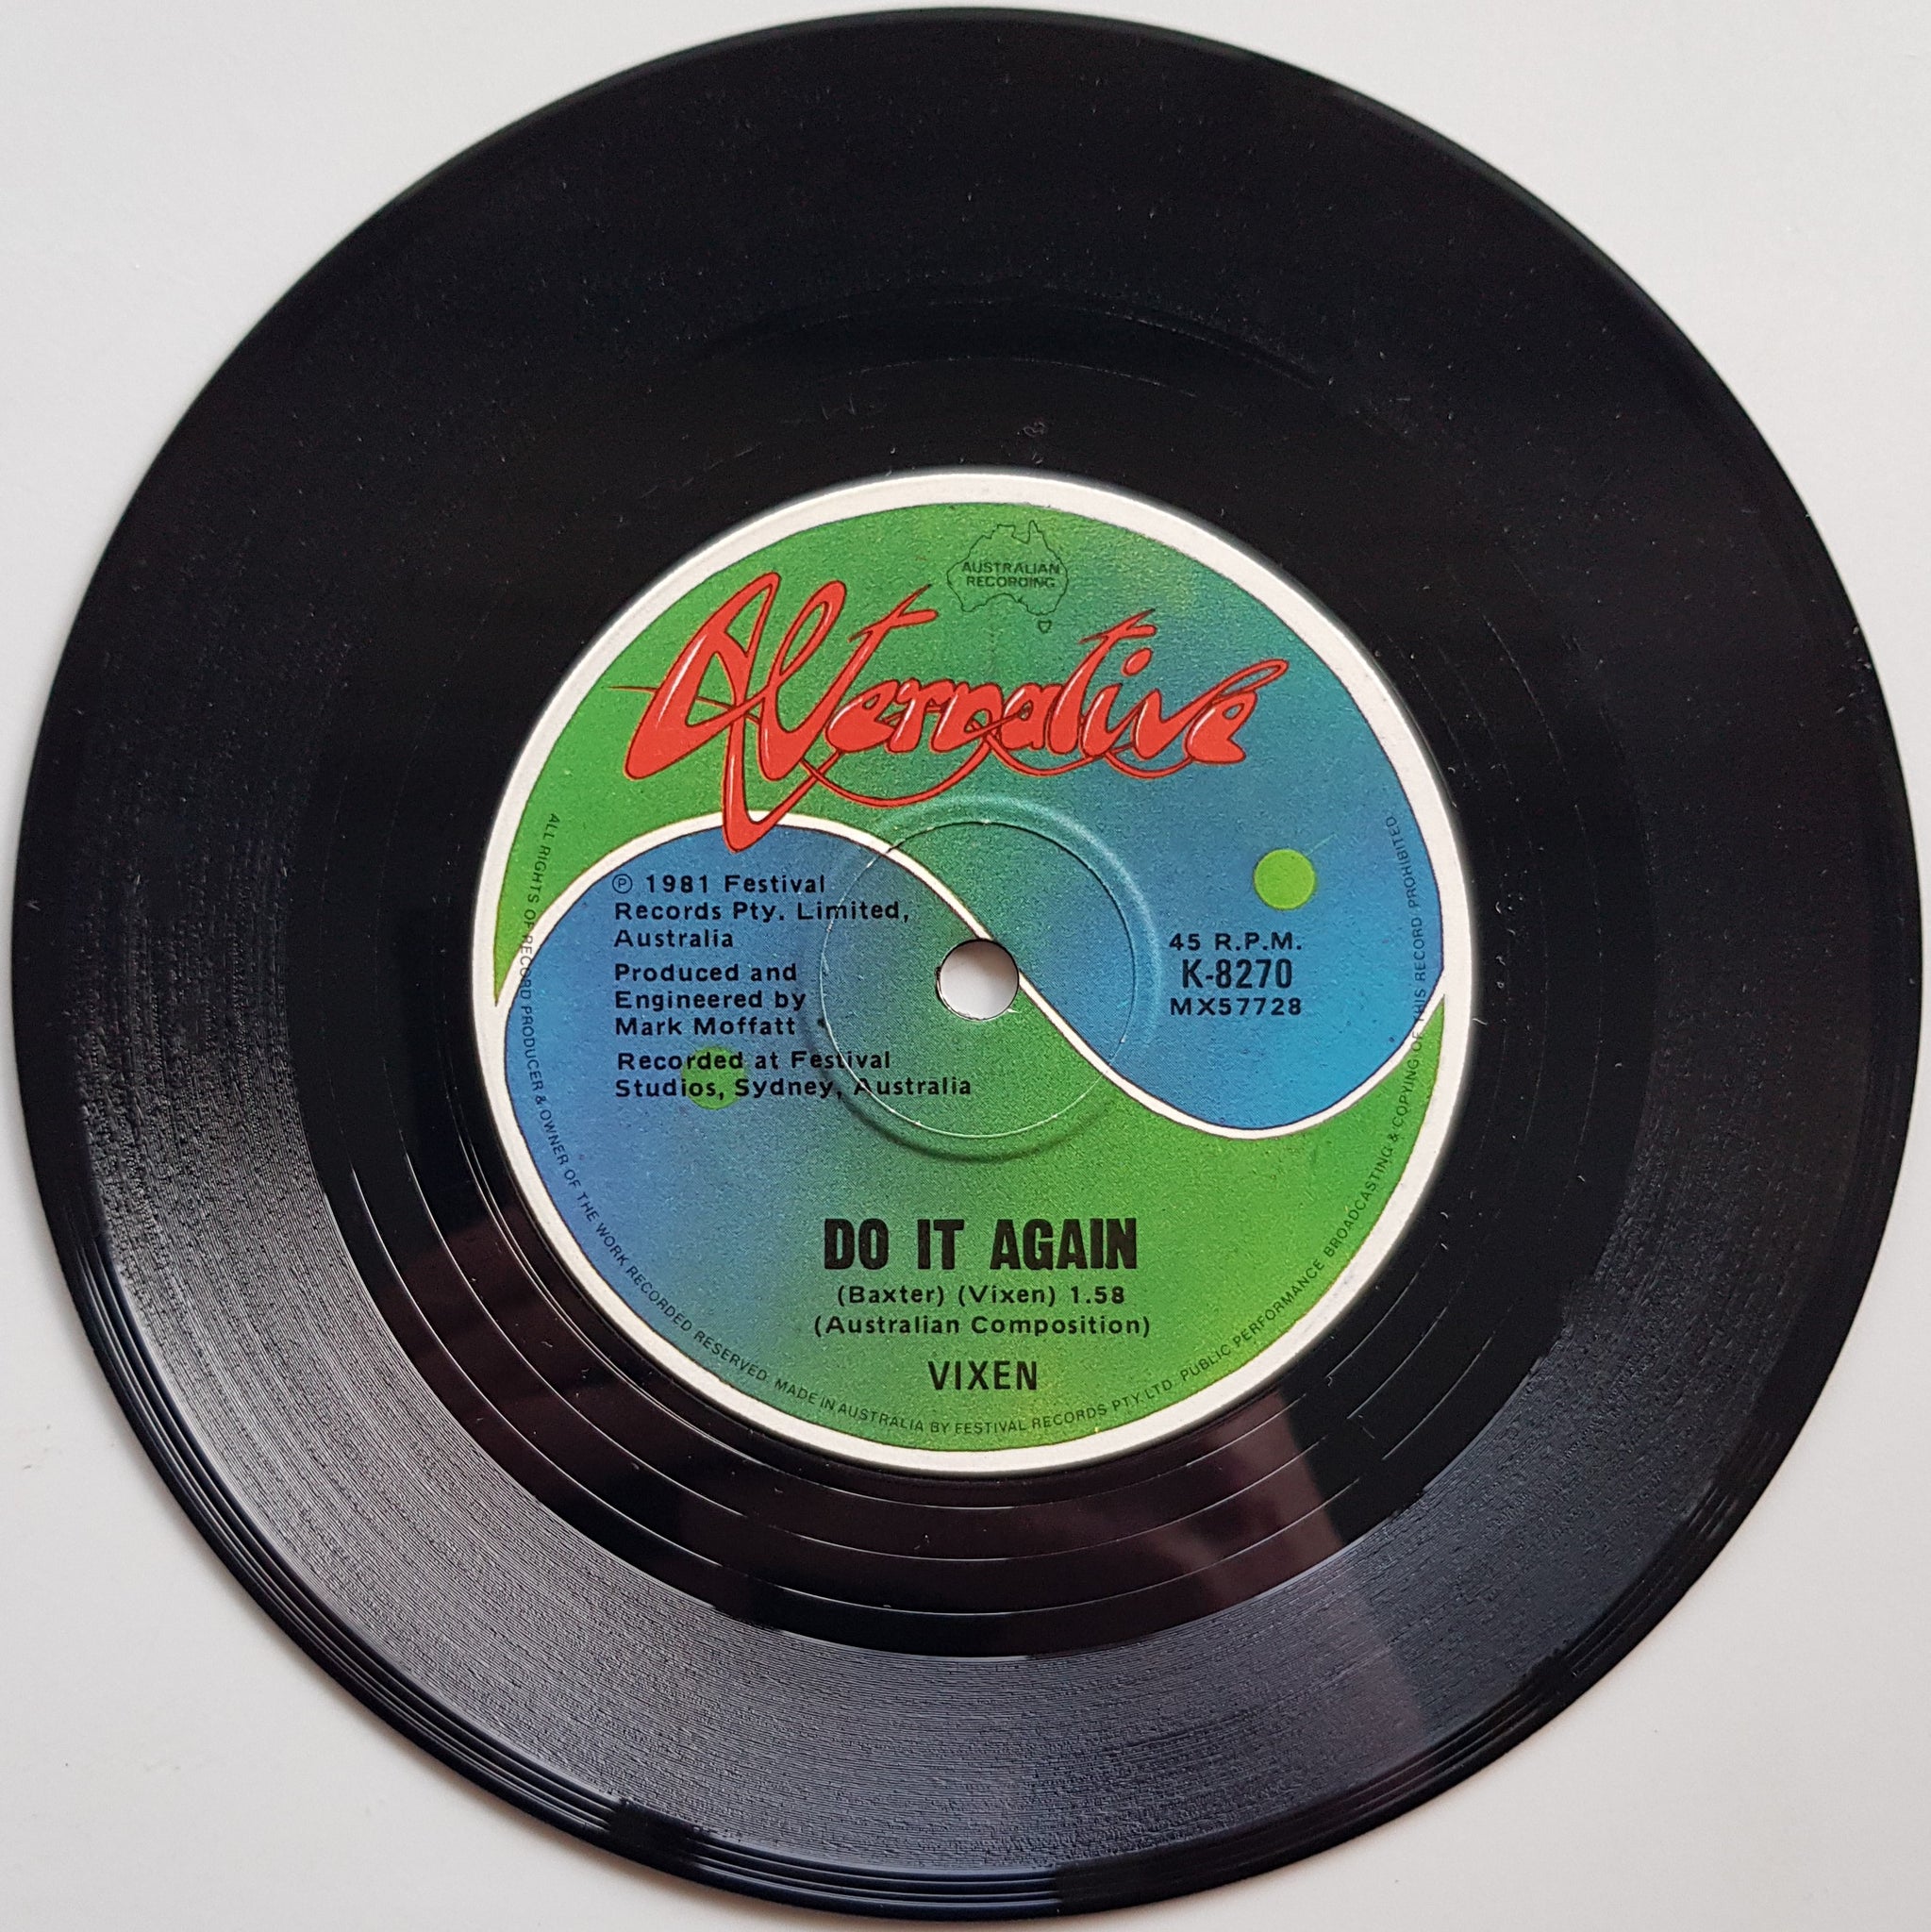 AUSTRALIAN
RECORDING
Alternative
℗ 1981 Festival
Records Pty. Limited,
Australia
Produced and
Engineered by
Mark Moffatt
Recorded at Festival
Studios, Sydney, Australia
45 R.P.M.
K-8270
MX57728
DO IT AGAIN
(Baxter) (Vixen) 1.58
(Australian Composition)
VIXEN
ALL RIGHTS OF RECORD PRODUCER & OWNER OF THE WORK RECORDED RESERVED. MADE IN AUSTRALIA BY FESTIVAL RECORDS PTY. LTD. PUBLIC PERFORMANCE BROADCASTING & COPYING OF THIS RECORD PROHIBITED